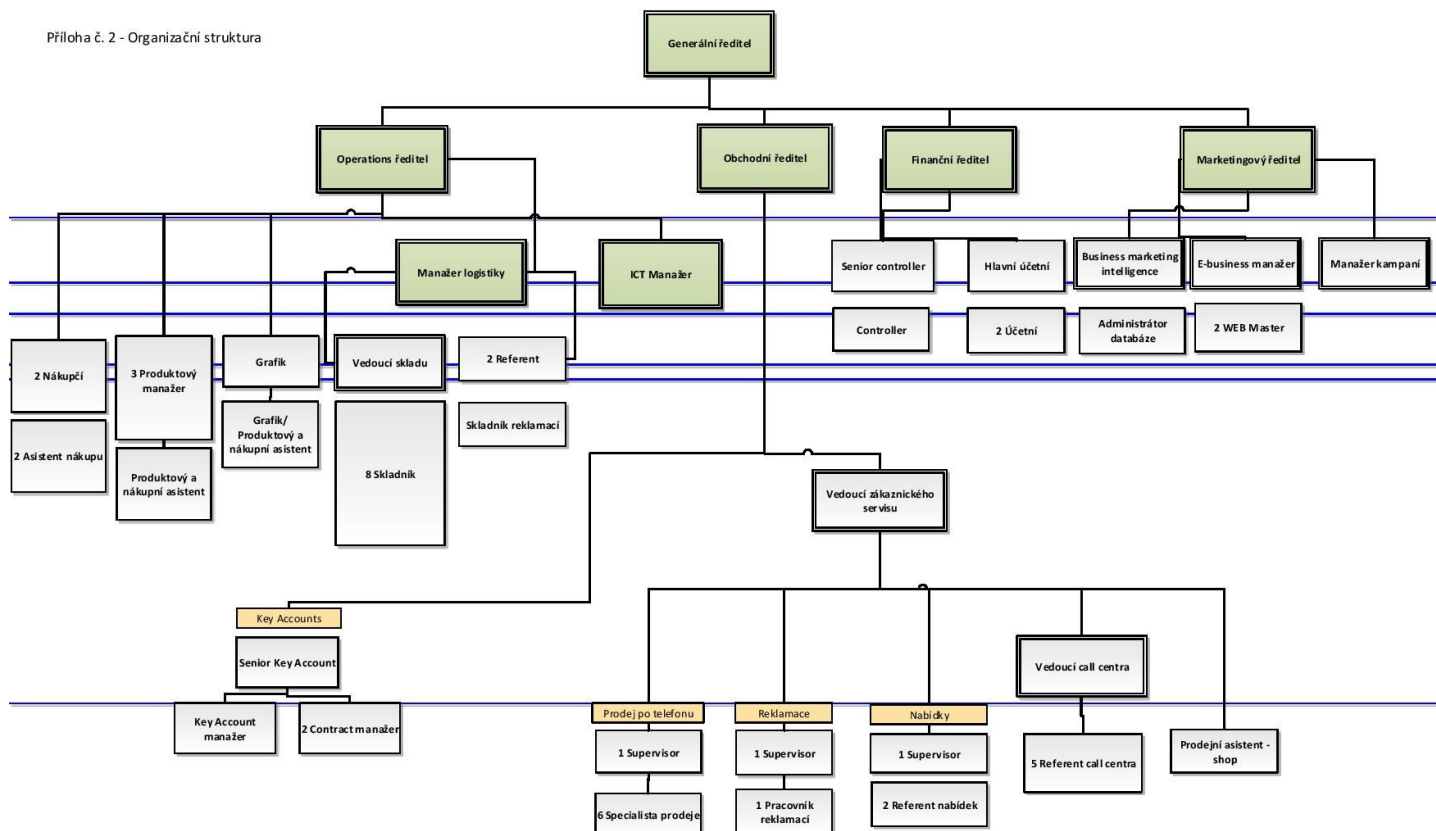 Příloha č. 2 - Organizační struktura
Generální ředitel
Operations ředitel
Obchodní ředitel
Finanční ředitel
Marketingový ředitel
Manažer logistiky
ICT Manažer
Senior controller
Hlavní účetní
Business marketing
intelligence
E-business manažer
Manažer kampaní
Controller
2 Účetní
Administrátor
databáze
2 WEB Master
2 Nákupčí
3 Produktový
manažer
Grafik
Vedoucí skladu
2 Referent
2 Asistent nákupu
Produktový a
nákupní asistent
Grafik/
Produktový a
nákupní asistent
8 Skladník
Skladník reklamací
Vedoucí zákaznického
servisu
Key Accounts
Senior Key Account
Key Account
manažer
2 Contract manažer
Vedoucí call centra
Prodej po telefonu
Reklamace
Nabídky
1 Supervisor
1 Supervisor
1 Supervisor
5 Referent call centra
Prodejní asistent -
shop
6 Specialista prodeje
1 Pracovník
reklamací
2 Referent nabídek